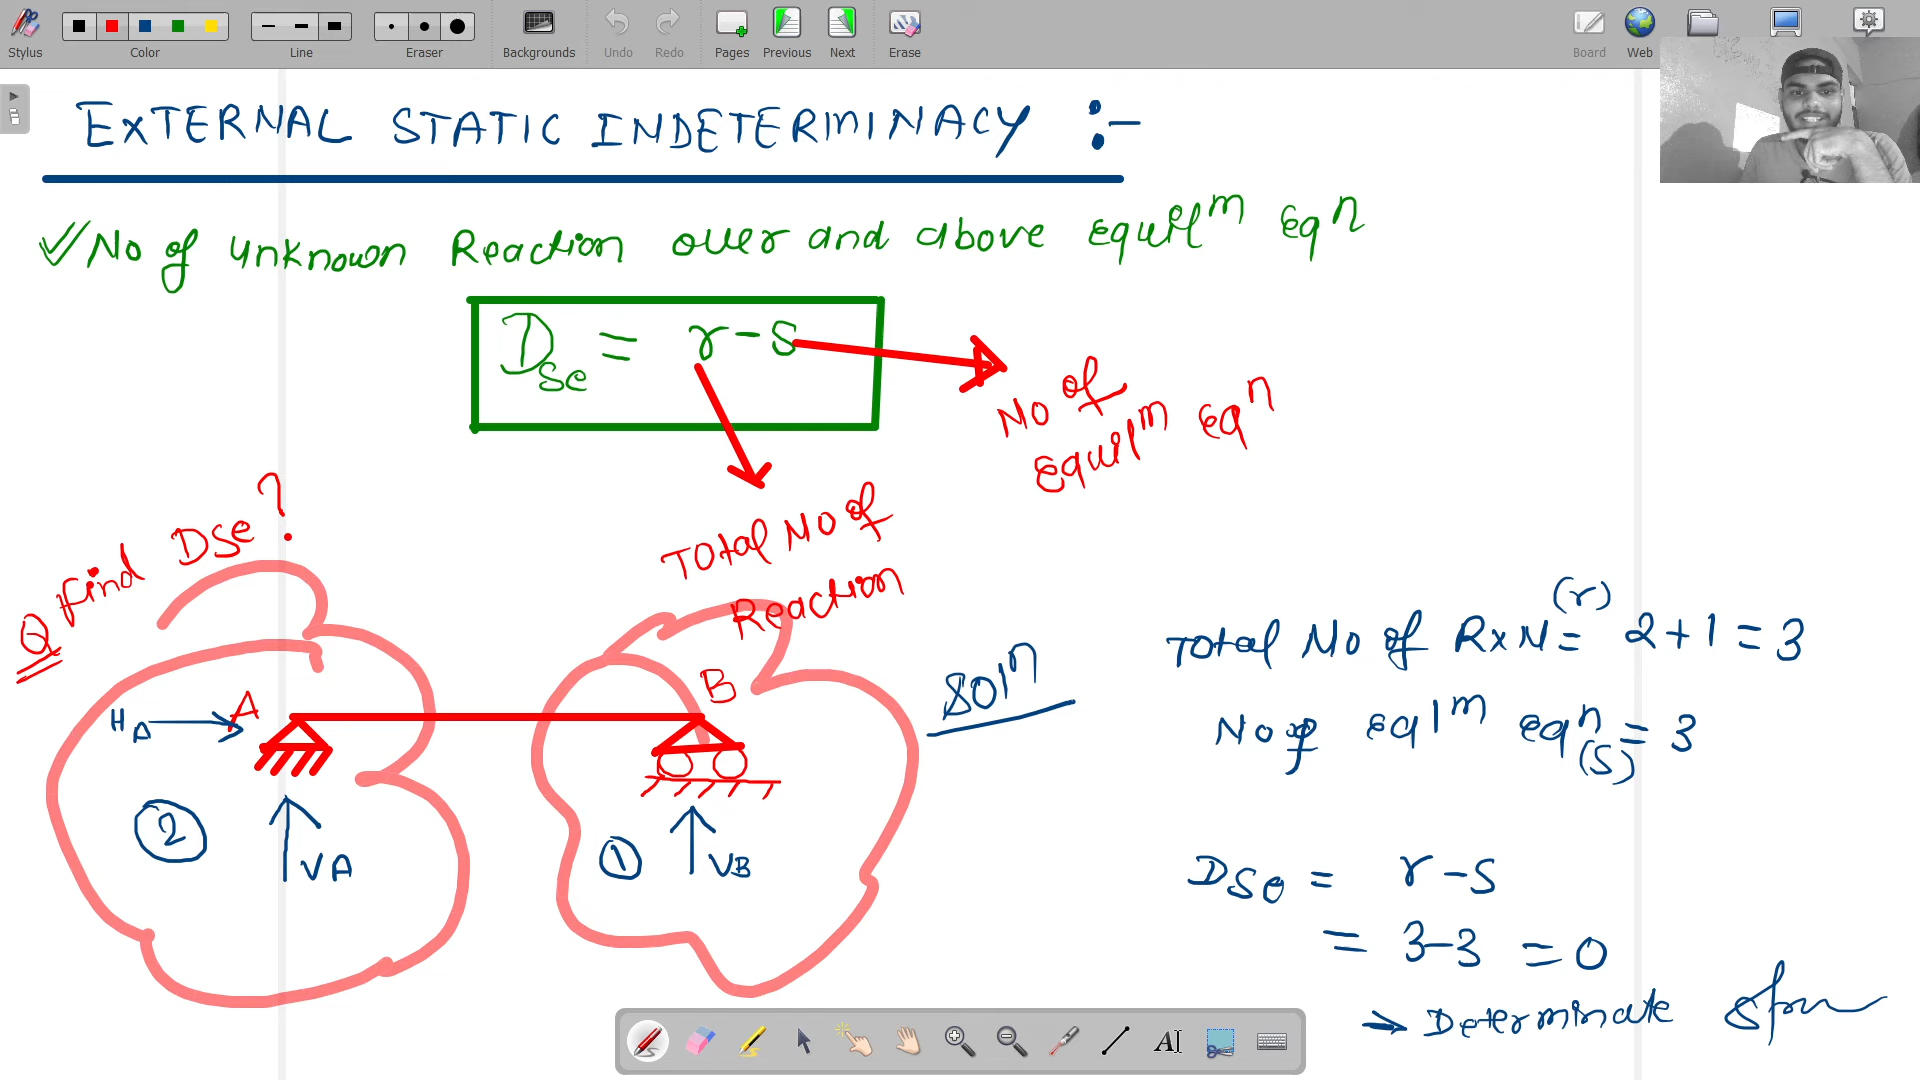 Stylus Color Line Eraser Backgrounds Undo Redo Pages Previous Next Erase Board Web
EXTERNAL STATIC INDETERMINACY :-
No of unknown Reaction over and above Equilᵐ Eqⁿ
Dse = r - s
No of
Equilᵐ Eqⁿ
Total No of
Reaction
Q find Dse ?
A
B
HA
2
VA
1
VB
Solⁿ
Total No of RxN (r) = 2+1 = 3
No of Eqlᵐ Eqⁿ (S) = 3
Dse = r - s
= 3-3 = 0
→ Determinate